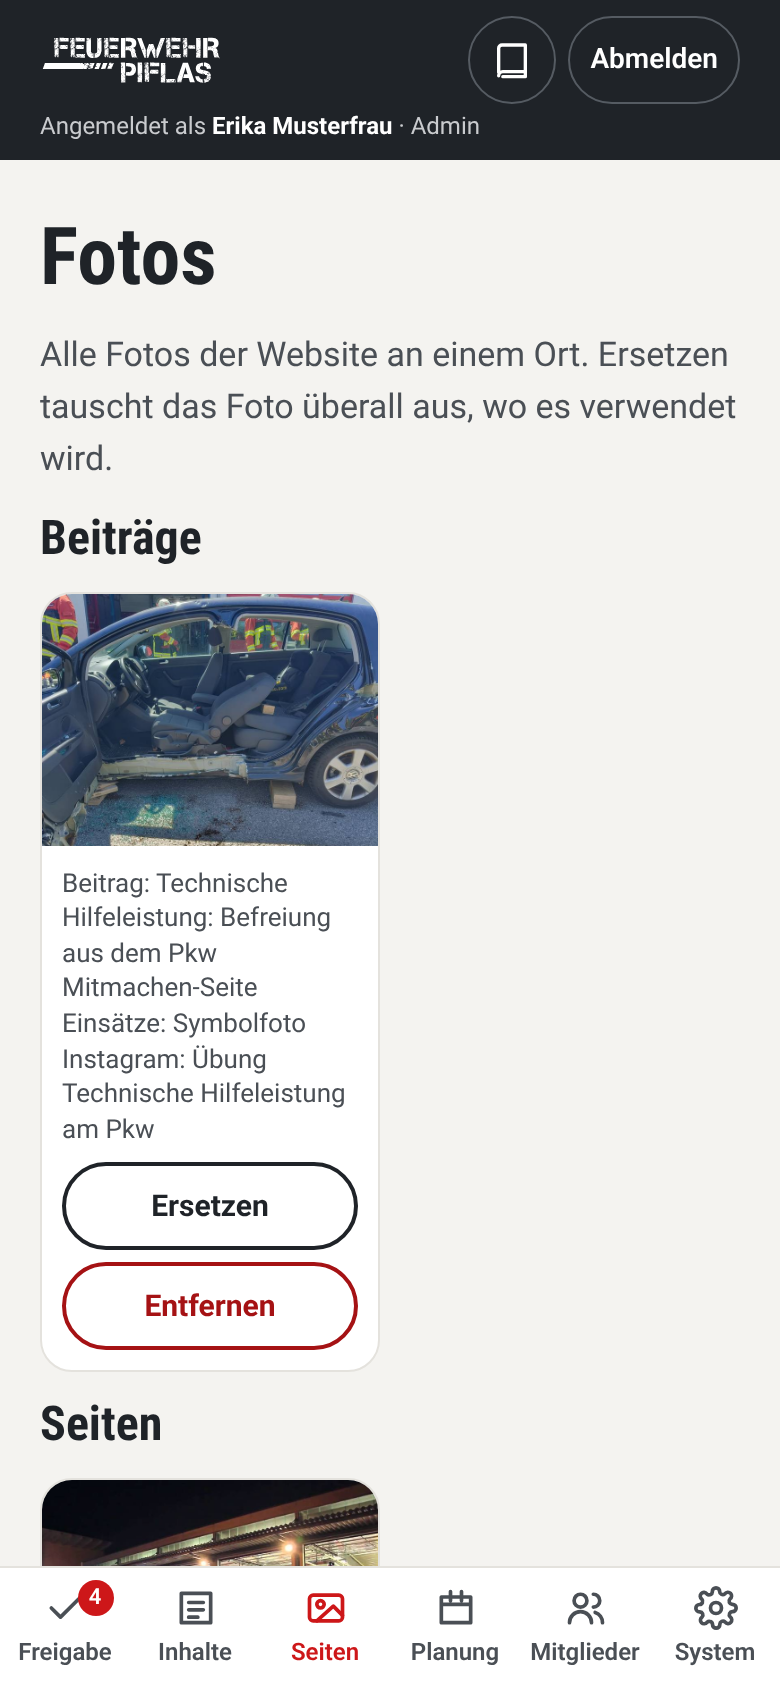 FEUERWEHR
PIFLAS
Abmelden
Angemeldet als Erika Musterfrau · Admin
Fotos
Alle Fotos der Website an einem Ort. Ersetzen
tauscht das Foto überall aus, wo es verwendet
wird.
Beiträge
Beitrag: Technische
Hilfeleistung: Befreiung
aus dem Pkw
Mitmachen-Seite
Einsätze: Symbolfoto
Instagram: Übung
Technische Hilfeleistung
am Pkw
Ersetzen
Entfernen
Seiten
4
Freigabe
Inhalte
Seiten
Planung
Mitglieder
System